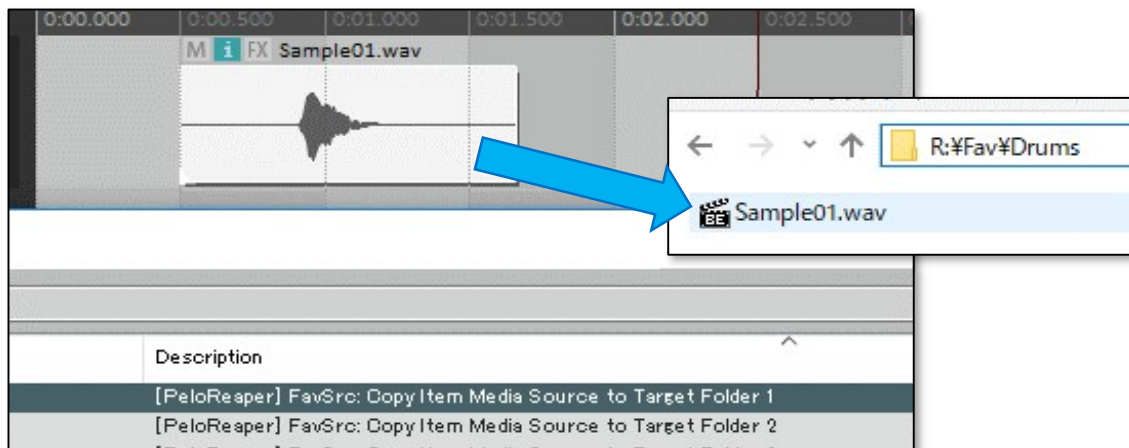 0:00.000 0:00.500 0:01.000 0:01.500 0:02.000 0:02.500
M i FX Sample01.wav
R:¥Fav¥Drums
BE Sample01.wav
Description
[PeloReaper] FavSrc: Copy Item Media Source to Target Folder 1
[PeloReaper] FavSrc: Copy Item Media Source to Target Folder 2